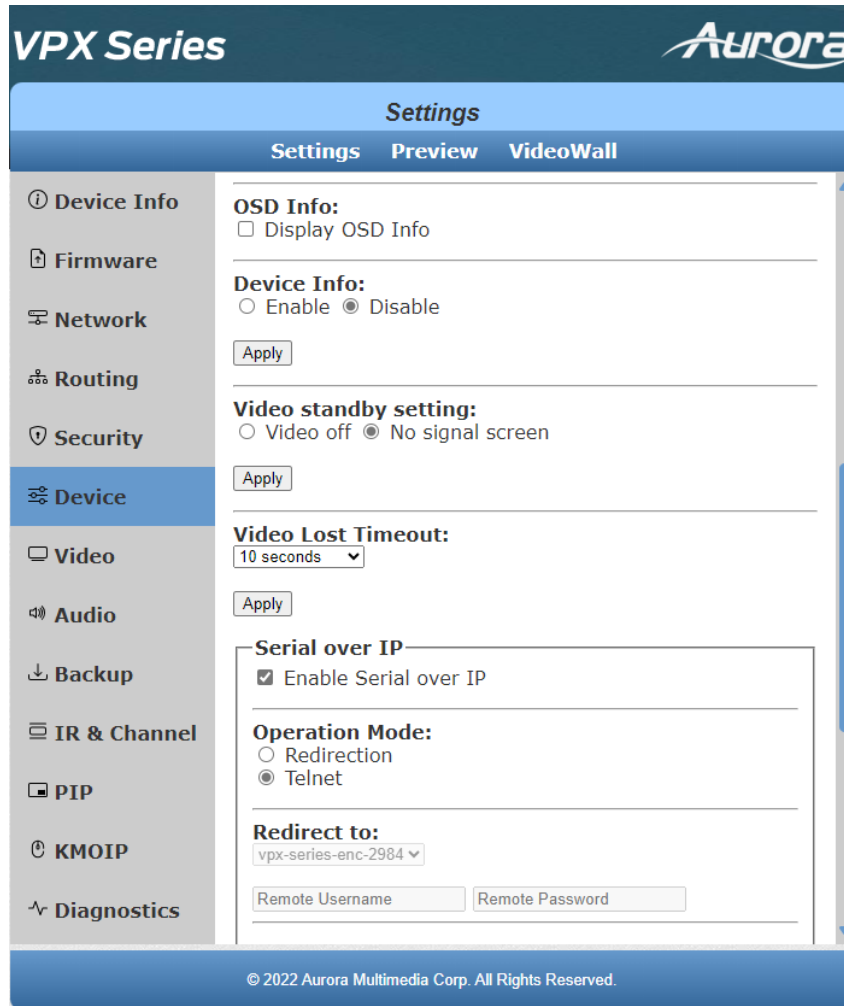 VPX Series
Aurora
Settings
Settings Preview VideoWall
Device Info
Firmware
Network
Routing
Security
Device
Video
Audio
Backup
IR & Channel
PIP
KMOIP
Diagnostics
OSD Info:
Display OSD Info
Device Info:
Enable Disable
Apply
Video standby setting:
Video off No signal screen
Apply
Video Lost Timeout:
10 seconds
Apply
Serial over IP
Enable Serial over IP
Operation Mode:
Redirection
Telnet
Redirect to:
vpx-series-enc-2984
Remote Username Remote Password
© 2022 Aurora Multimedia Corp. All Rights Reserved.